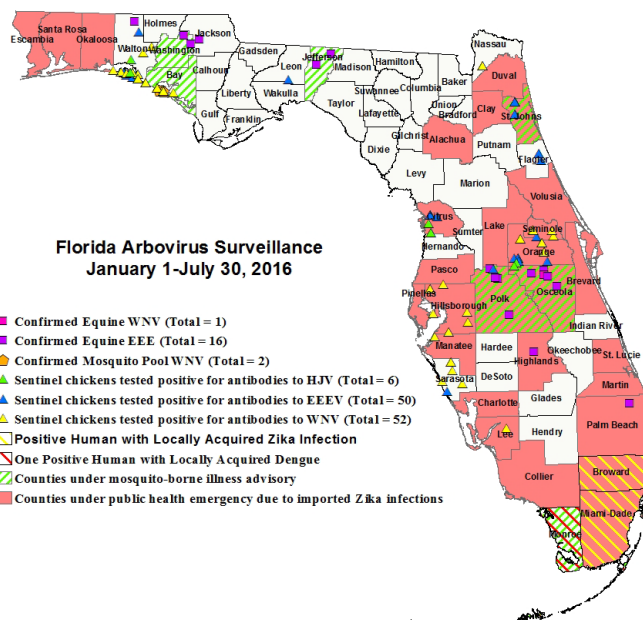 Holmes
Jackson
Santa Rosa
Escambia
Okaloosa
Walton
Washington
Bay
Calhoun
Gadsden
Liberty
Gulf
Franklin
Leon
Wakulla
Jefferson
Madison
Taylor
Hamilton
Suwannee
Columbia
Lafayette
Dixie
Gilchrist
Baker
Union
Bradford
Nassau
Duval
Clay
St Johns
Alachua
Putnam
Flagler
Levy
Marion
Volusia
Citrus
Sumter
Hernando
Lake
Seminole
Orange
Pasco
Pinellas
Hillsborough
Polk
Osceola
Brevard
Indian River
Manatee
Hardee
Okeechobee
Highlands
St. Lucie
Sarasota
DeSoto
Martin
Charlotte
Glades
Lee
Hendry
Palm Beach
Collier
Broward
Miami-Dade
Monroe
Florida Arbovirus Surveillance
January 1-July 30, 2016
Confirmed Equine WNV (Total = 1)
Confirmed Equine EEE (Total = 16)
Confirmed Mosquito Pool WNV (Total = 2)
Sentinel chickens tested positive for antibodies to HJV (Total = 6)
Sentinel chickens tested positive for antibodies to EEEV (Total = 50)
Sentinel chickens tested positive for antibodies to WNV (Total = 52)
Positive Human with Locally Acquired Zika Infection
One Positive Human with Locally Acquired Dengue
Counties under mosquito-borne illness advisory
Counties under public health emergency due to imported Zika infections